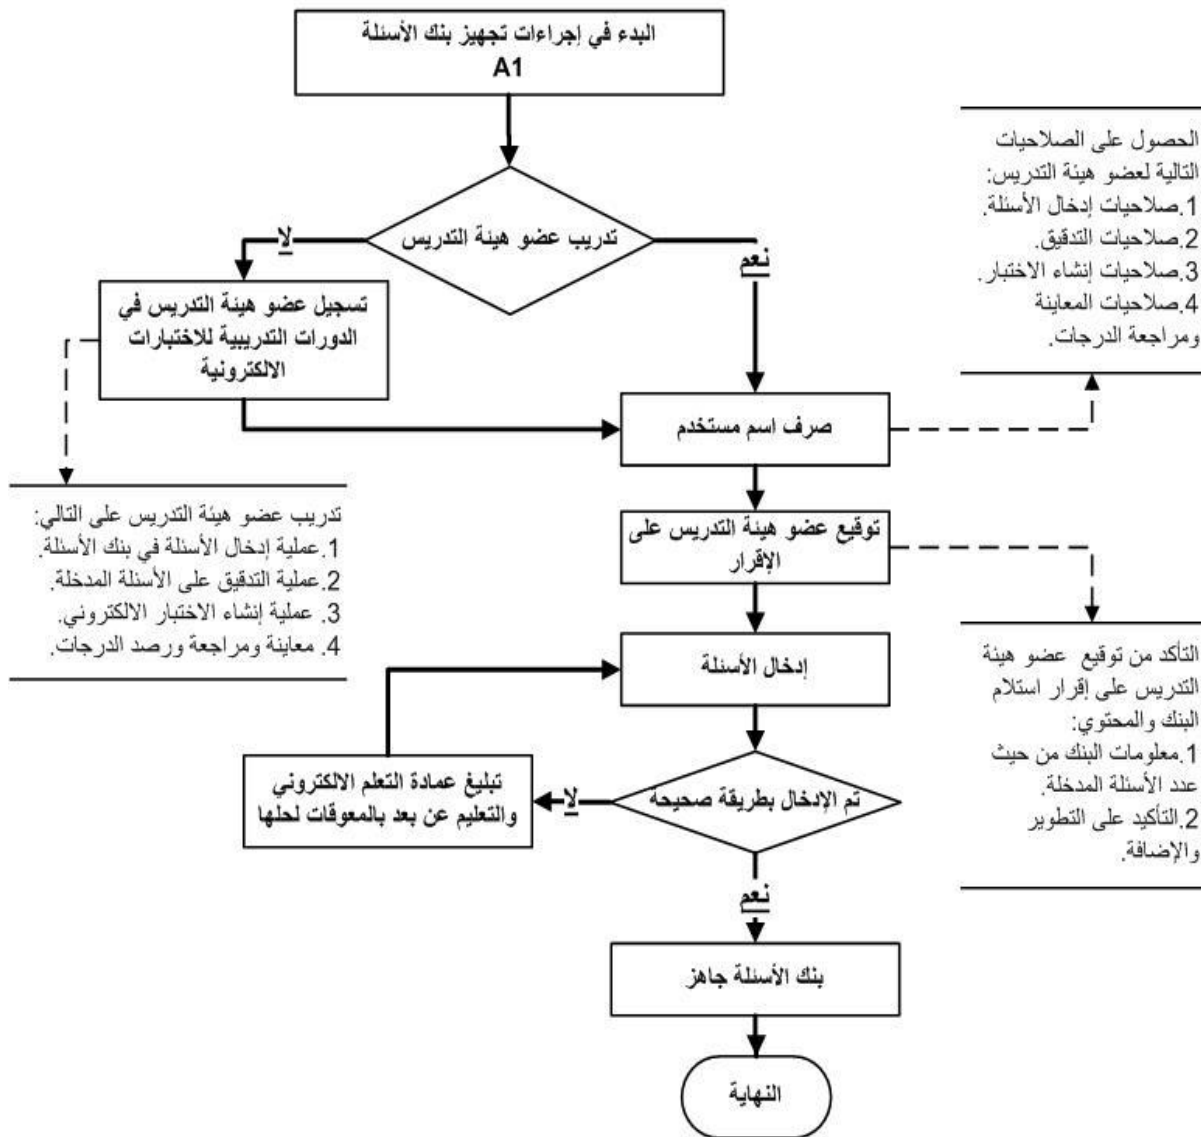 البدء في إجراءات تجهيز بنك الأسئلة
A1
تدريب عضو هيئة التدريس
لا
نعم
الحصول على الصلاحيات
التالية لعضو هيئة التدريس:
1.صلاحيات إدخال الأسئلة.
2.صلاحيات التدقيق.
3.صلاحيات إنشاء الاختبار.
4.صلاحيات المعاينة
ومراجعة الدرجات.
تسجيل عضو هيئة التدريس في
الدورات التدريبية للاختبارات
الالكترونية
صرف اسم مستخدم
تدريب عضو هيئة التدريس على التالي:
1.عملية إدخال الأسئلة في بنك الأسئلة.
2.عملية التدقيق على الأسئلة المدخلة.
3. عملية إنشاء الاختبار الالكتروني.
4. معاينة ومراجعة ورصد الدرجات.
توقيع عضو هيئة التدريس على
الإقرار
التأكد من توقيع عضو هيئة
التدريس على إقرار استلام
البنك والمحتوي:
1.معلومات البنك من حيث
عدد الأسئلة المدخلة.
2.التأكيد على التطوير
والإضافة.
إدخال الأسئلة
تم الإدخال بطريقة صحيحة
لا
تبليغ عمادة التعلم الالكتروني
والتعليم عن بعد بالمعوقات لحلها
نعم
بنك الأسئلة جاهز
النهاية